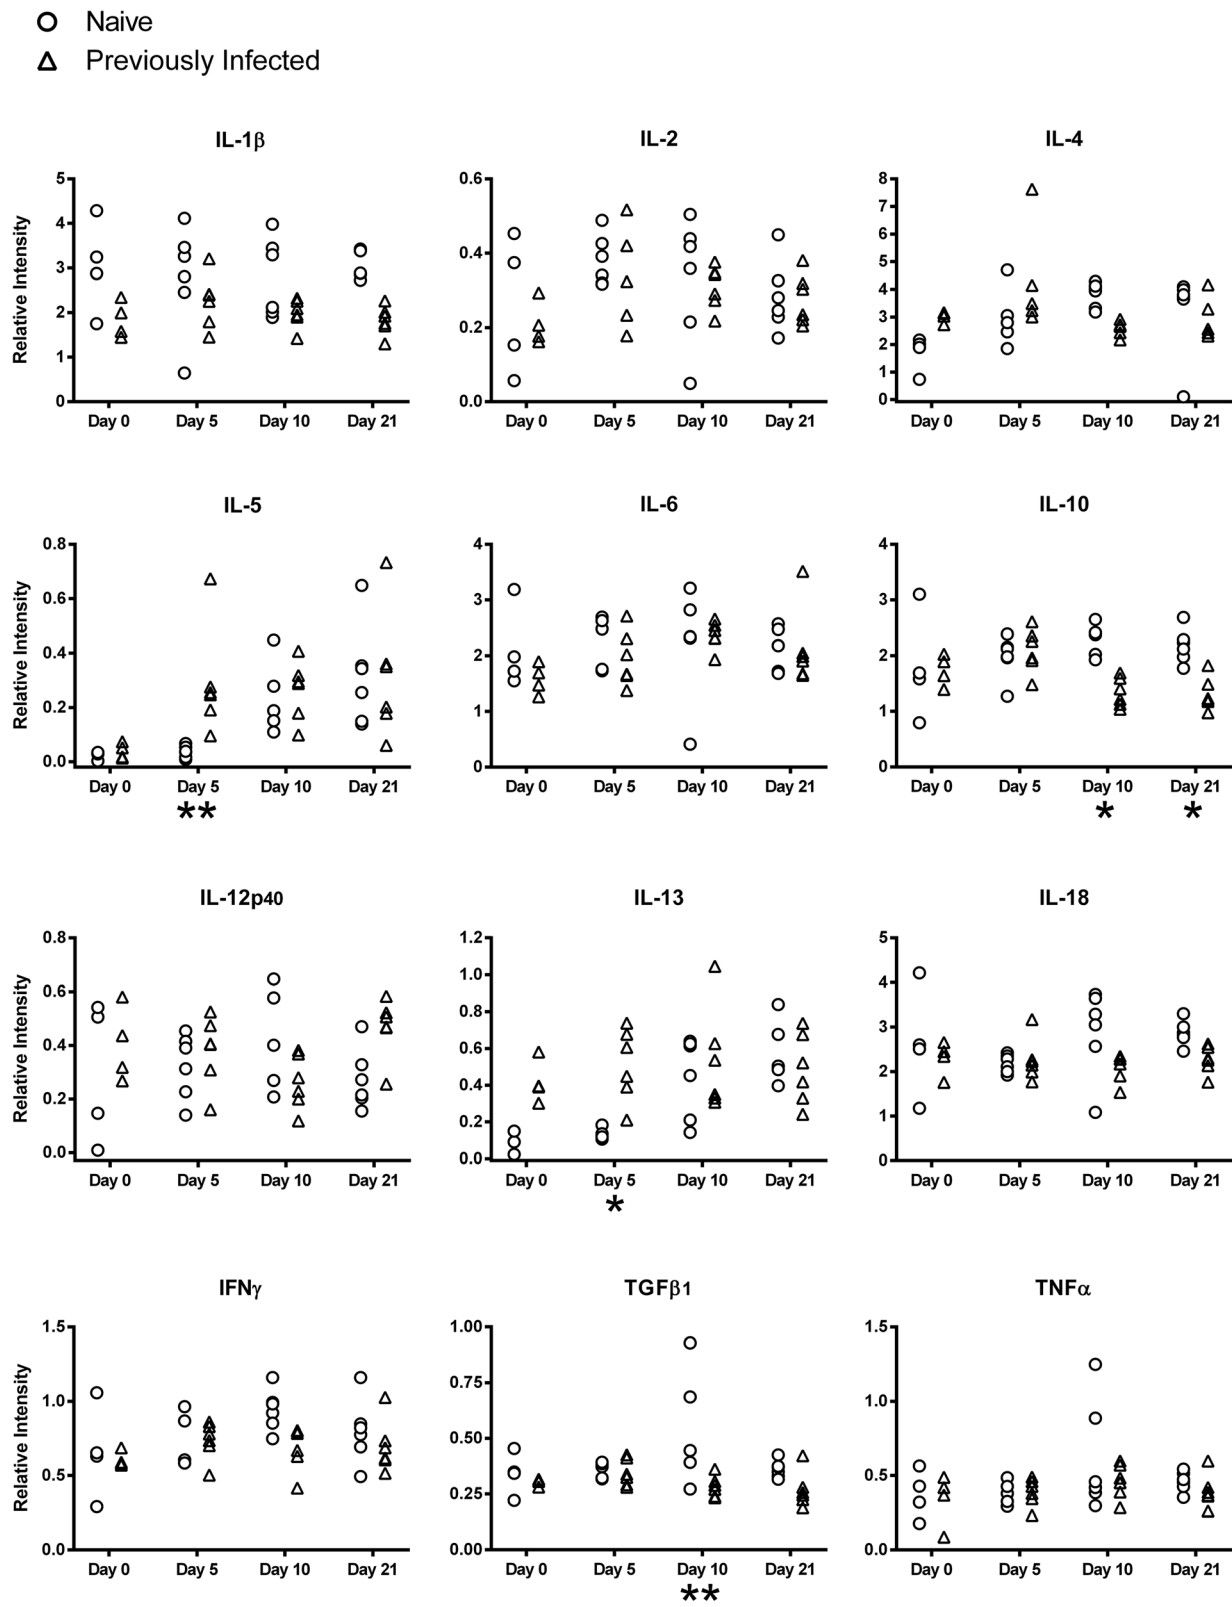 Naive
Previously Infected
IL-1β IL-2 IL-4
5 0.6 8
7
4 6
0.4
3 5
Relative Intensity
4
2 3
0.2
1 2
1
0 0.0 0
Day 0 Day 5 Day 10 Day 21 Day 0 Day 5 Day 10 Day 21 Day 0 Day 5 Day 10 Day 21
IL-5 IL-6 IL-10
0.8 4 4
0.6 3 3
Relative Intensity
0.4 2 2
0.2 1 1
0.0 0 0
Day 0 Day 5 Day 10 Day 21 Day 0 Day 5 Day 10 Day 21 Day 0 Day 5 Day 10 Day 21
** * *
IL-12p40 IL-13 IL-18
0.8 1.2 5
1.0 4
0.6 0.8 3
Relative Intensity
0.4 0.6
0.4 2
0.2 0.2 1
0.0 0.0 0
Day 0 Day 5 Day 10 Day 21 Day 0 Day 5 Day 10 Day 21 Day 0 Day 5 Day 10 Day 21
*
IFNγ TGFβ1 TNFα
1.5 1.00 1.5
0.75
1.0 1.0
Relative Intensity
0.50
0.5 0.5
0.25
0.0 0.00 0.0
Day 0 Day 5 Day 10 Day 21 Day 0 Day 5 Day 10 Day 21 Day 0 Day 5 Day 10 Day 21
**